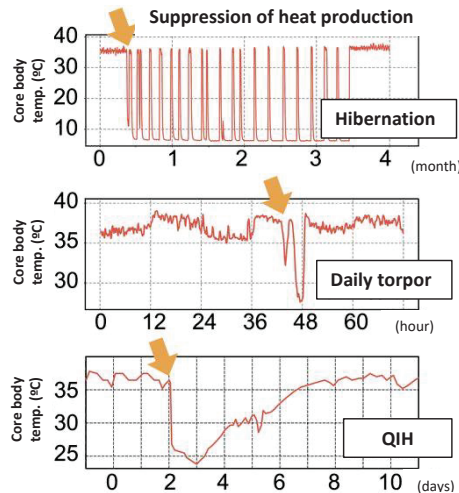 Suppression of heat production
Core body
temp. (ºC)
40
30
20
10
0 1 2 3 4
(month)
Hibernation
Core body
temp. (ºC)
40
35
30
0 12 24 36 48 60
(hour)
Daily torpor
Core body
temp. (ºC)
35
30
25
0 2 4 6 8 10
(days)
QIH